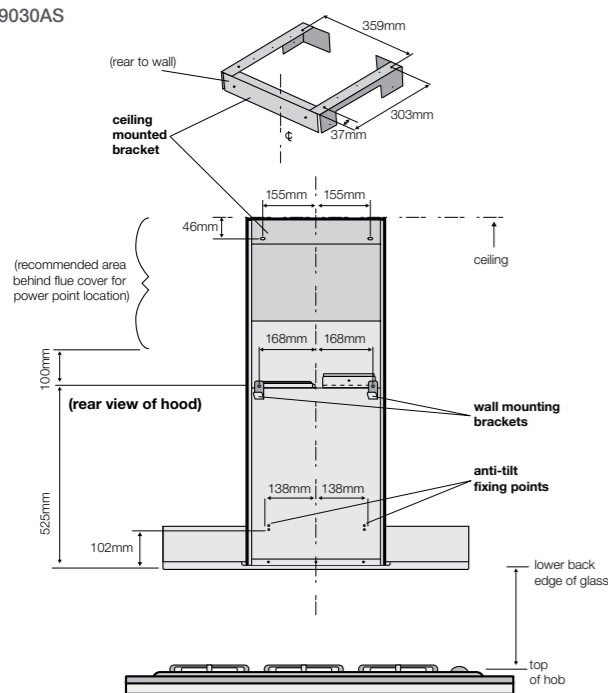 9030AS
359mm
(rear to wall)
303mm
37mm
ceiling
mounted
bracket
155mm
155mm
46mm
ceiling
(recommended area
behind flue cover for
power point location)
168mm
168mm
100mm
(rear view of hood)
wall mounting
brackets
anti-tilt
fixing points
138mm
138mm
525mm
102mm
lower back
edge of glass
top
of hob